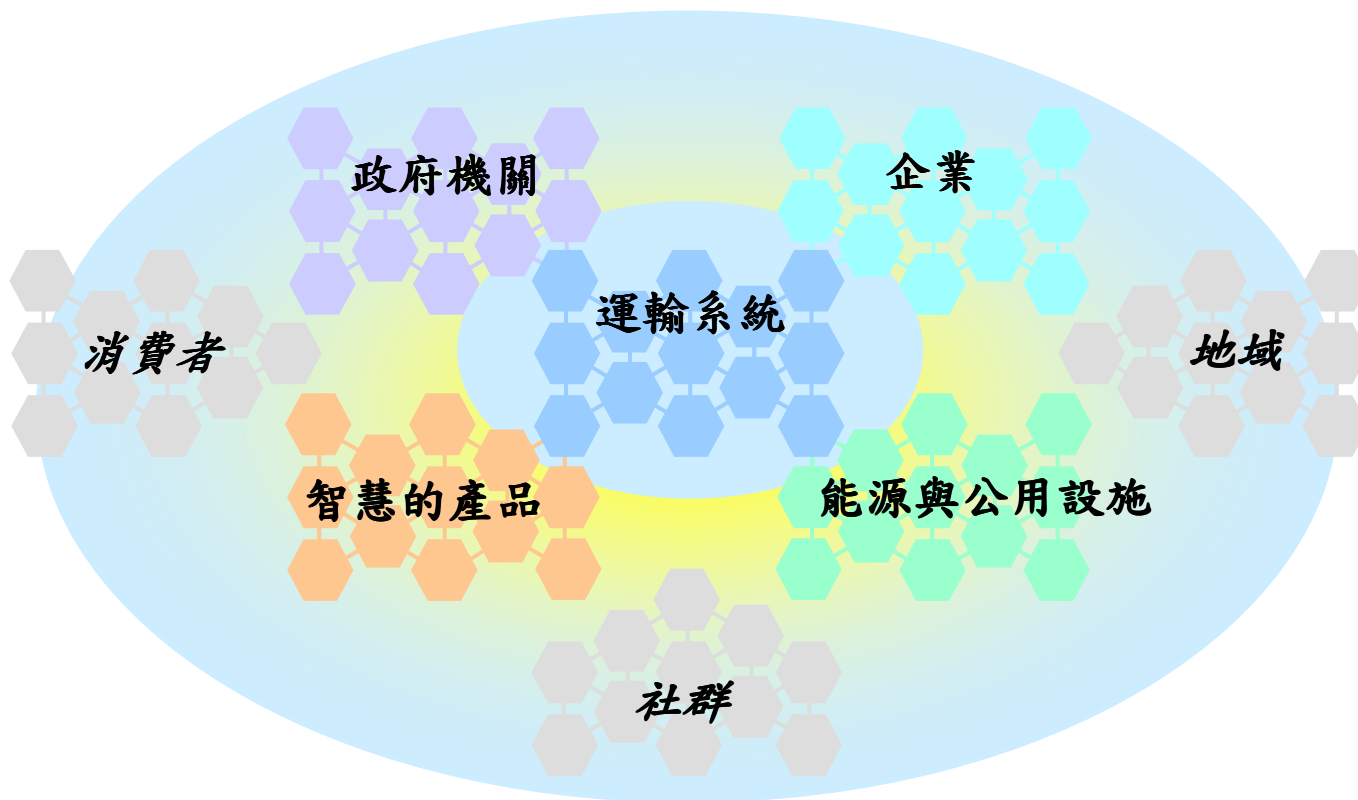 政府機關
企業
運輸系統
消費者
地域
智慧的產品
能源與公用設施
社群